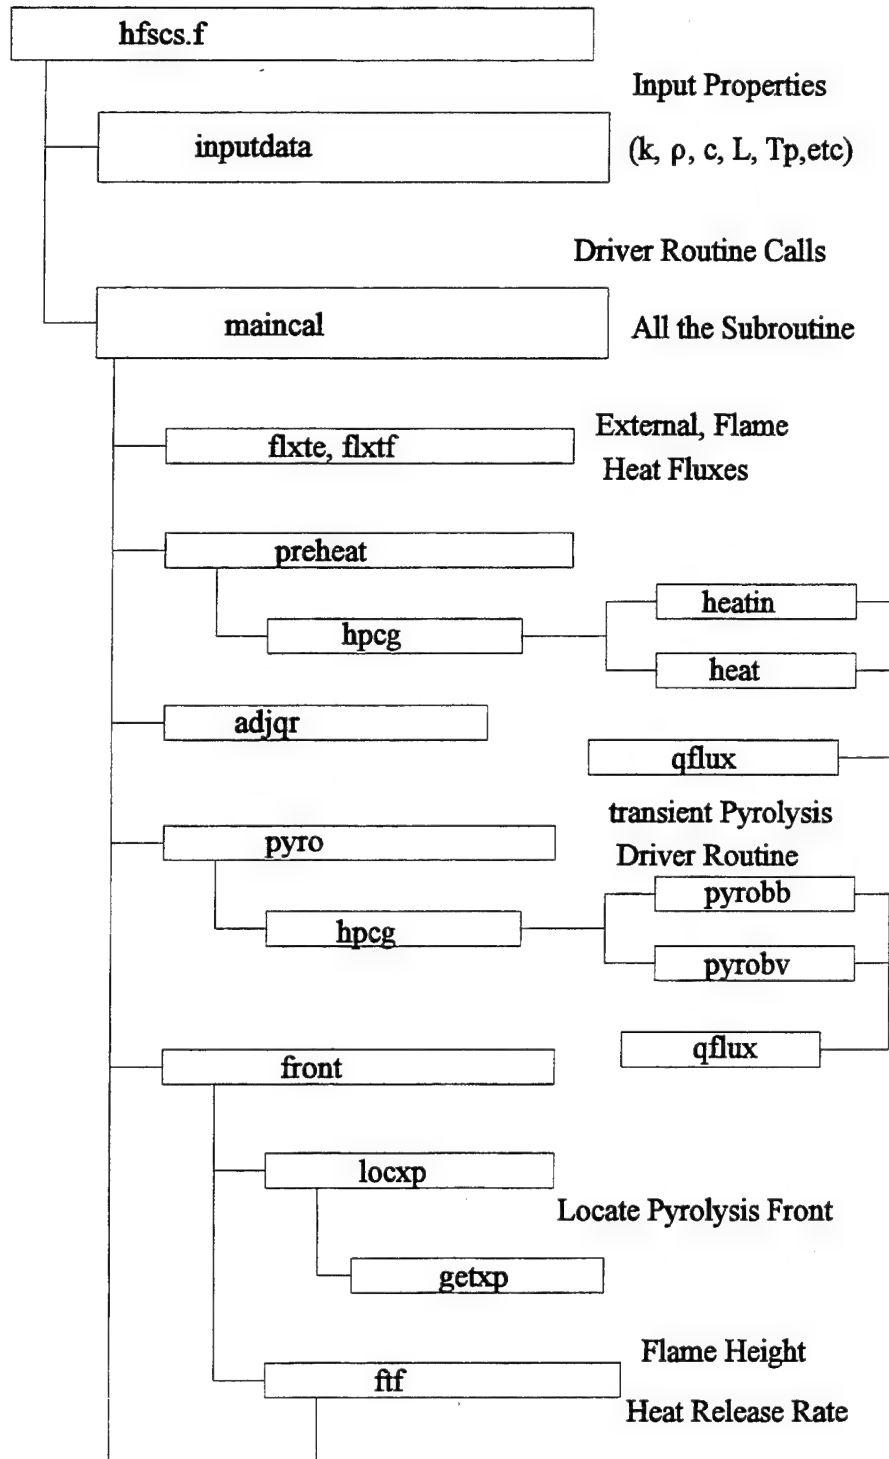 hfscs.f
Input Properties
inputdata
(k, ρ, c, L, Tp,etc)
Driver Routine Calls
maincal
All the Subroutine
External, Flame
flxte, flxtf
Heat Fluxes
preheat
heatin
hpcg
heat
adjqr
qflux
transient Pyrolysis
pyro
Driver Routine
pyrobb
hpcg
pyrobv
qflux
front
locxp
Locate Pyrolysis Front
getxp
Flame Height
ftf
Heat Release Rate